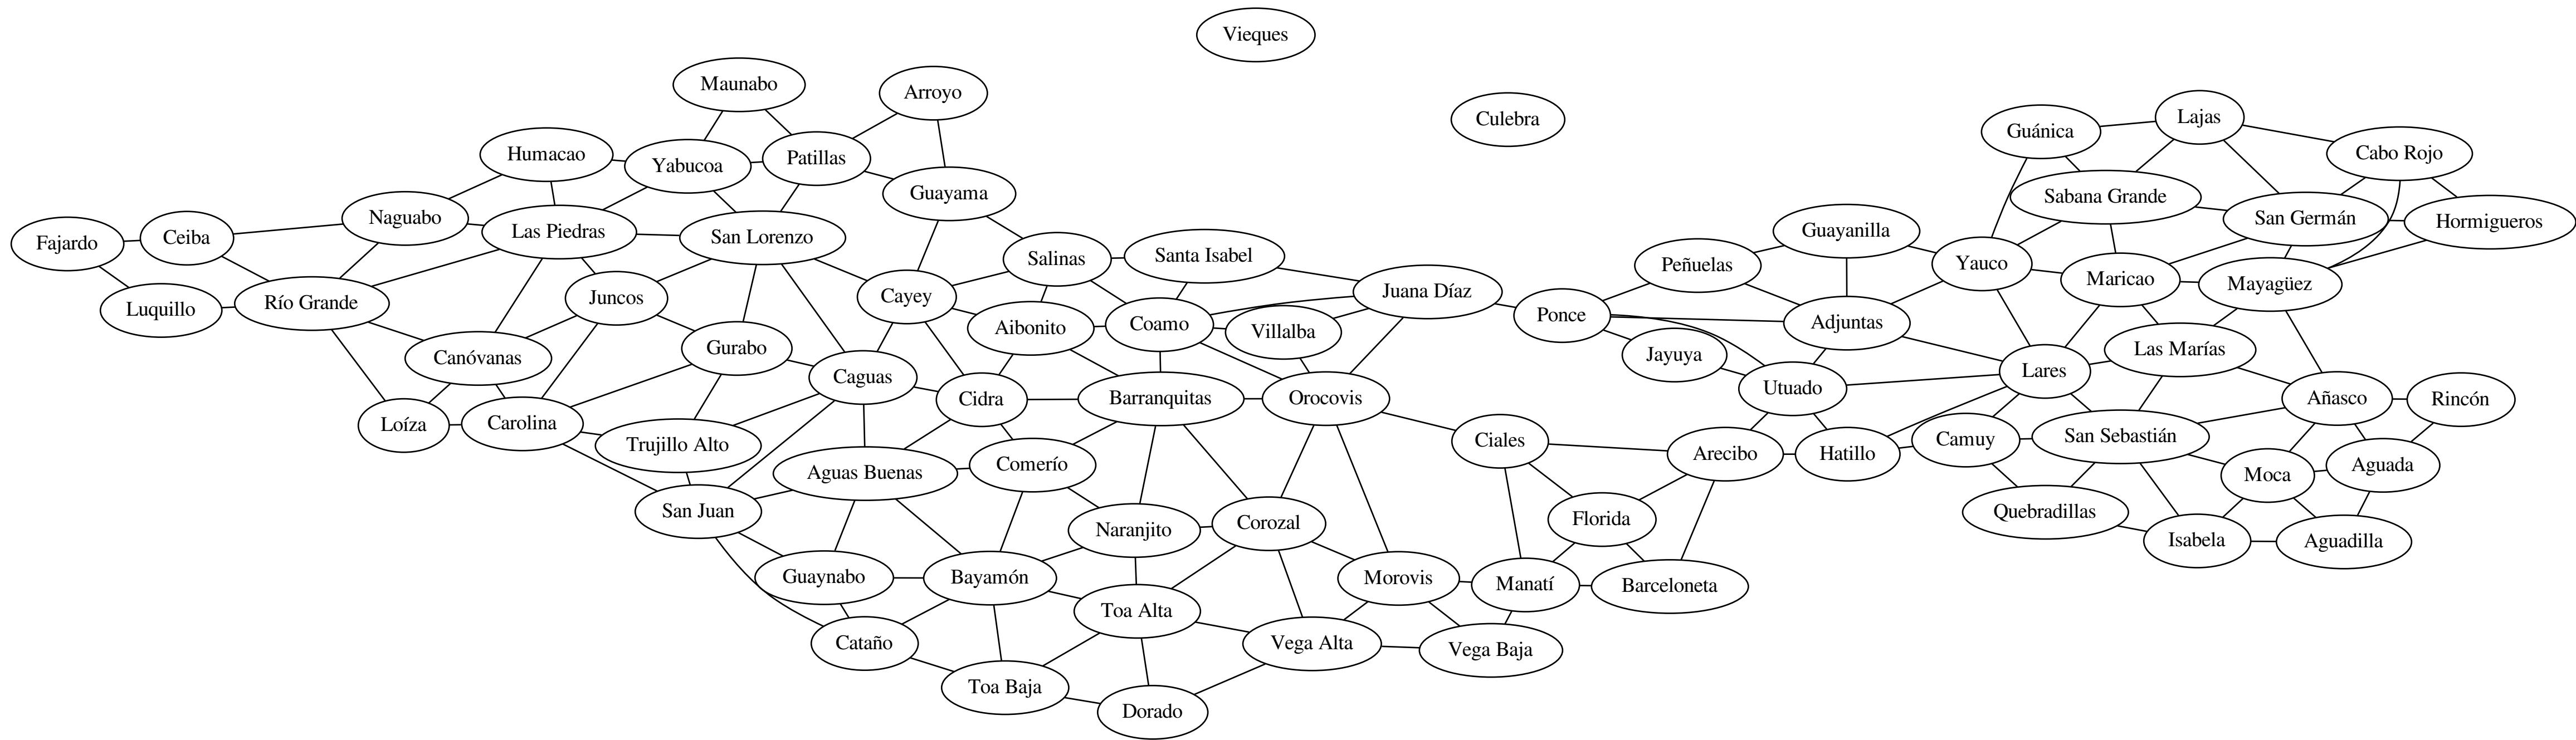 Vieques
Maunabo
Arroyo
Culebra
Lajas
Guánica
Humacao
Yabucoa
Patillas
Cabo Rojo
Guayama
Sabana Grande
Naguabo
San Germán
Hormigueros
Fajardo
Ceiba
Las Piedras
San Lorenzo
Guayanilla
Salinas
Santa Isabel
Peñuelas
Yauco
Maricao
Mayagüez
Luquillo
Río Grande
Juncos
Cayey
Juana Díaz
Ponce
Aibonito
Coamo
Villalba
Adjuntas
Canóvanas
Gurabo
Jayuya
Las Marías
Caguas
Lares
Utuado
Cidra
Barranquitas
Orocovis
Añasco
Rincón
Loíza
Carolina
Trujillo Alto
Ciales
Arecibo
Hatillo
Camuy
San Sebastián
Aguas Buenas
Comerío
Moca
Aguada
San Juan
Naranjito
Corozal
Florida
Quebradillas
Isabela
Aguadilla
Guaynabo
Bayamón
Morovis
Manatí
Barceloneta
Toa Alta
Cataño
Vega Alta
Vega Baja
Toa Baja
Dorado